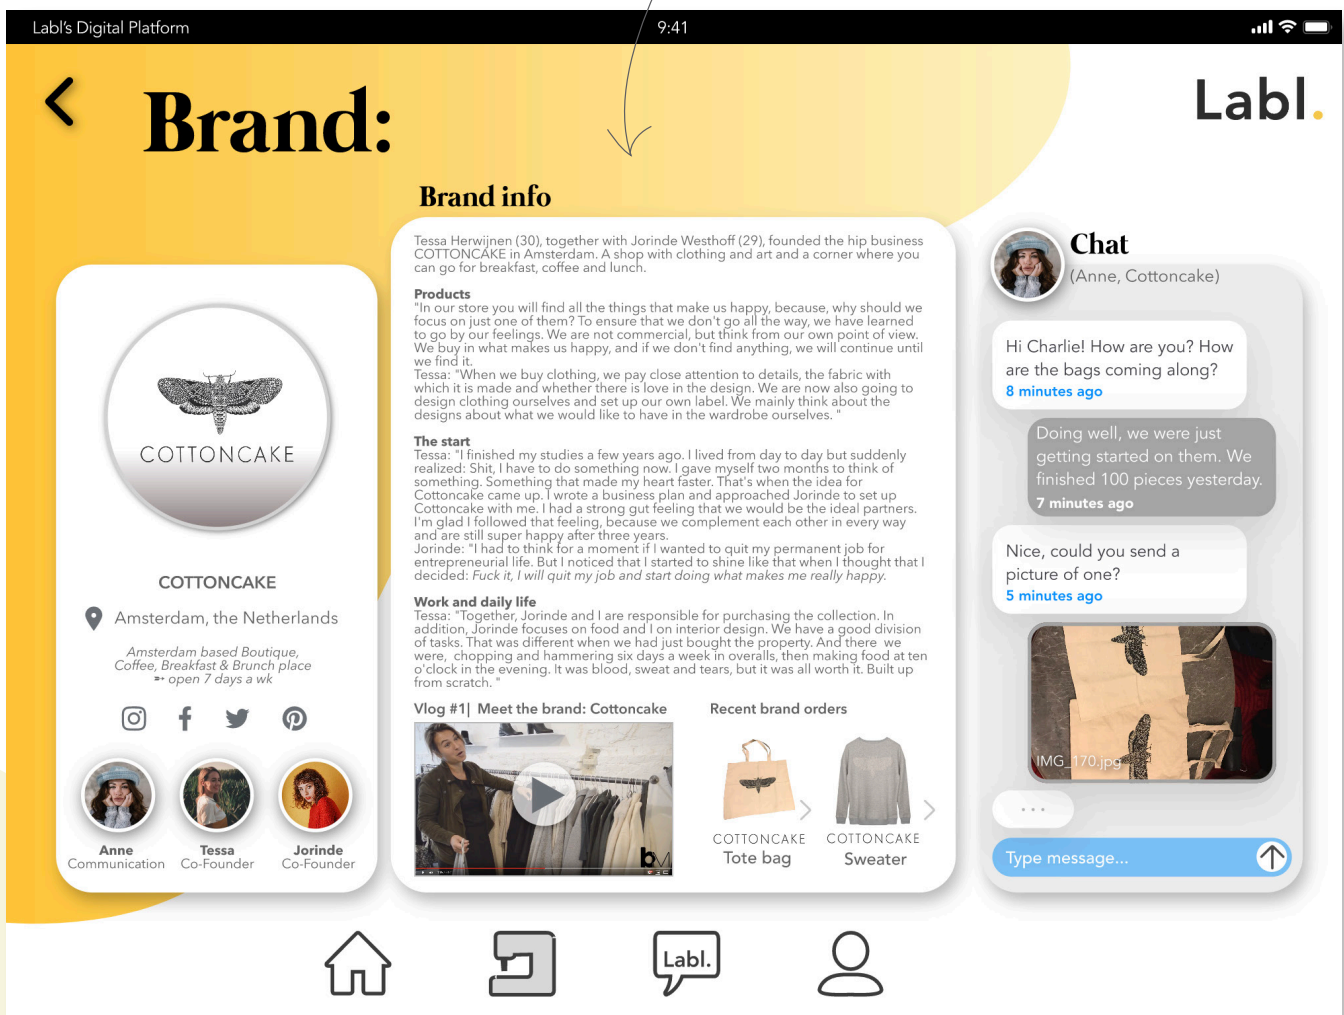 Labl's Digital Platform
9:41
Brand:
Labl.
COTTONCAKE
COTTONCAKE
Amsterdam, the Netherlands
Amsterdam based Boutique,
Coffee, Breakfast & Brunch place
➳ open 7 days a wk
Anne
Communication
Tessa
Co-Founder
Jorinde
Co-Founder
Brand info
Tessa Herwijnen (30), together with Jorinde Westhoff (29), founded the hip business
COTTONCAKE in Amsterdam. A shop with clothing and art and a corner where you
can go for breakfast, coffee and lunch.
Products
"In our store you will find all the things that make us happy, because, why should we
focus on just one of them? To ensure that we don't go all the way, we have learned
to go by our feelings. We are not commercial, but think from our own point of view.
We buy in what makes us happy, and if we don't find anything, we will continue until
we find it.
Tessa: "When we buy clothing, we pay close attention to details, the fabric with
which it is made and whether there is love in the design. We are now also going to
design clothing ourselves and set up our own label. We mainly think about the
designs about what we would like to have in the wardrobe ourselves. "
The start
Tessa: "I finished my studies a few years ago. I lived from day to day but suddenly
realized: Shit, I have to do something now. I gave myself two months to think of
something. Something that made my heart faster. That's when the idea for
Cottoncake came up. I wrote a business plan and approached Jorinde to set up
Cottoncake with me. I had a strong gut feeling that we would be the ideal partners.
I'm glad I followed that feeling, because we complement each other in every way
and are still super happy after three years.
Jorinde: "I had to think for a moment if I wanted to quit my permanent job for
entrepreneurial life. But I noticed that I started to shine like that when I thought that I
decided: Fuck it, I will quit my job and start doing what makes me really happy.
Work and daily life
Tessa: "Together, Jorinde and I are responsible for purchasing the collection. In
addition, Jorinde focuses on food and I on interior design. We have a good division
of tasks. That was different when we had just bought the property. And there we
were, chopping and hammering six days a week in overalls, then making food at ten
o'clock in the evening. It was blood, sweat and tears, but it was all worth it. Built up
from scratch. "
Vlog #1| Meet the brand: Cottoncake
bM
Recent brand orders
COTTONCAKE
Tote bag
COTTONCAKE
Sweater
Chat
(Anne, Cottoncake)
Hi Charlie! How are you? How
are the bags coming along?
8 minutes ago
Doing well, we were just
getting started on them. We
finished 100 pieces yesterday.
7 minutes ago
Nice, could you send a
picture of one?
5 minutes ago
IMG_170.jpg
...
Type message...
Labl.